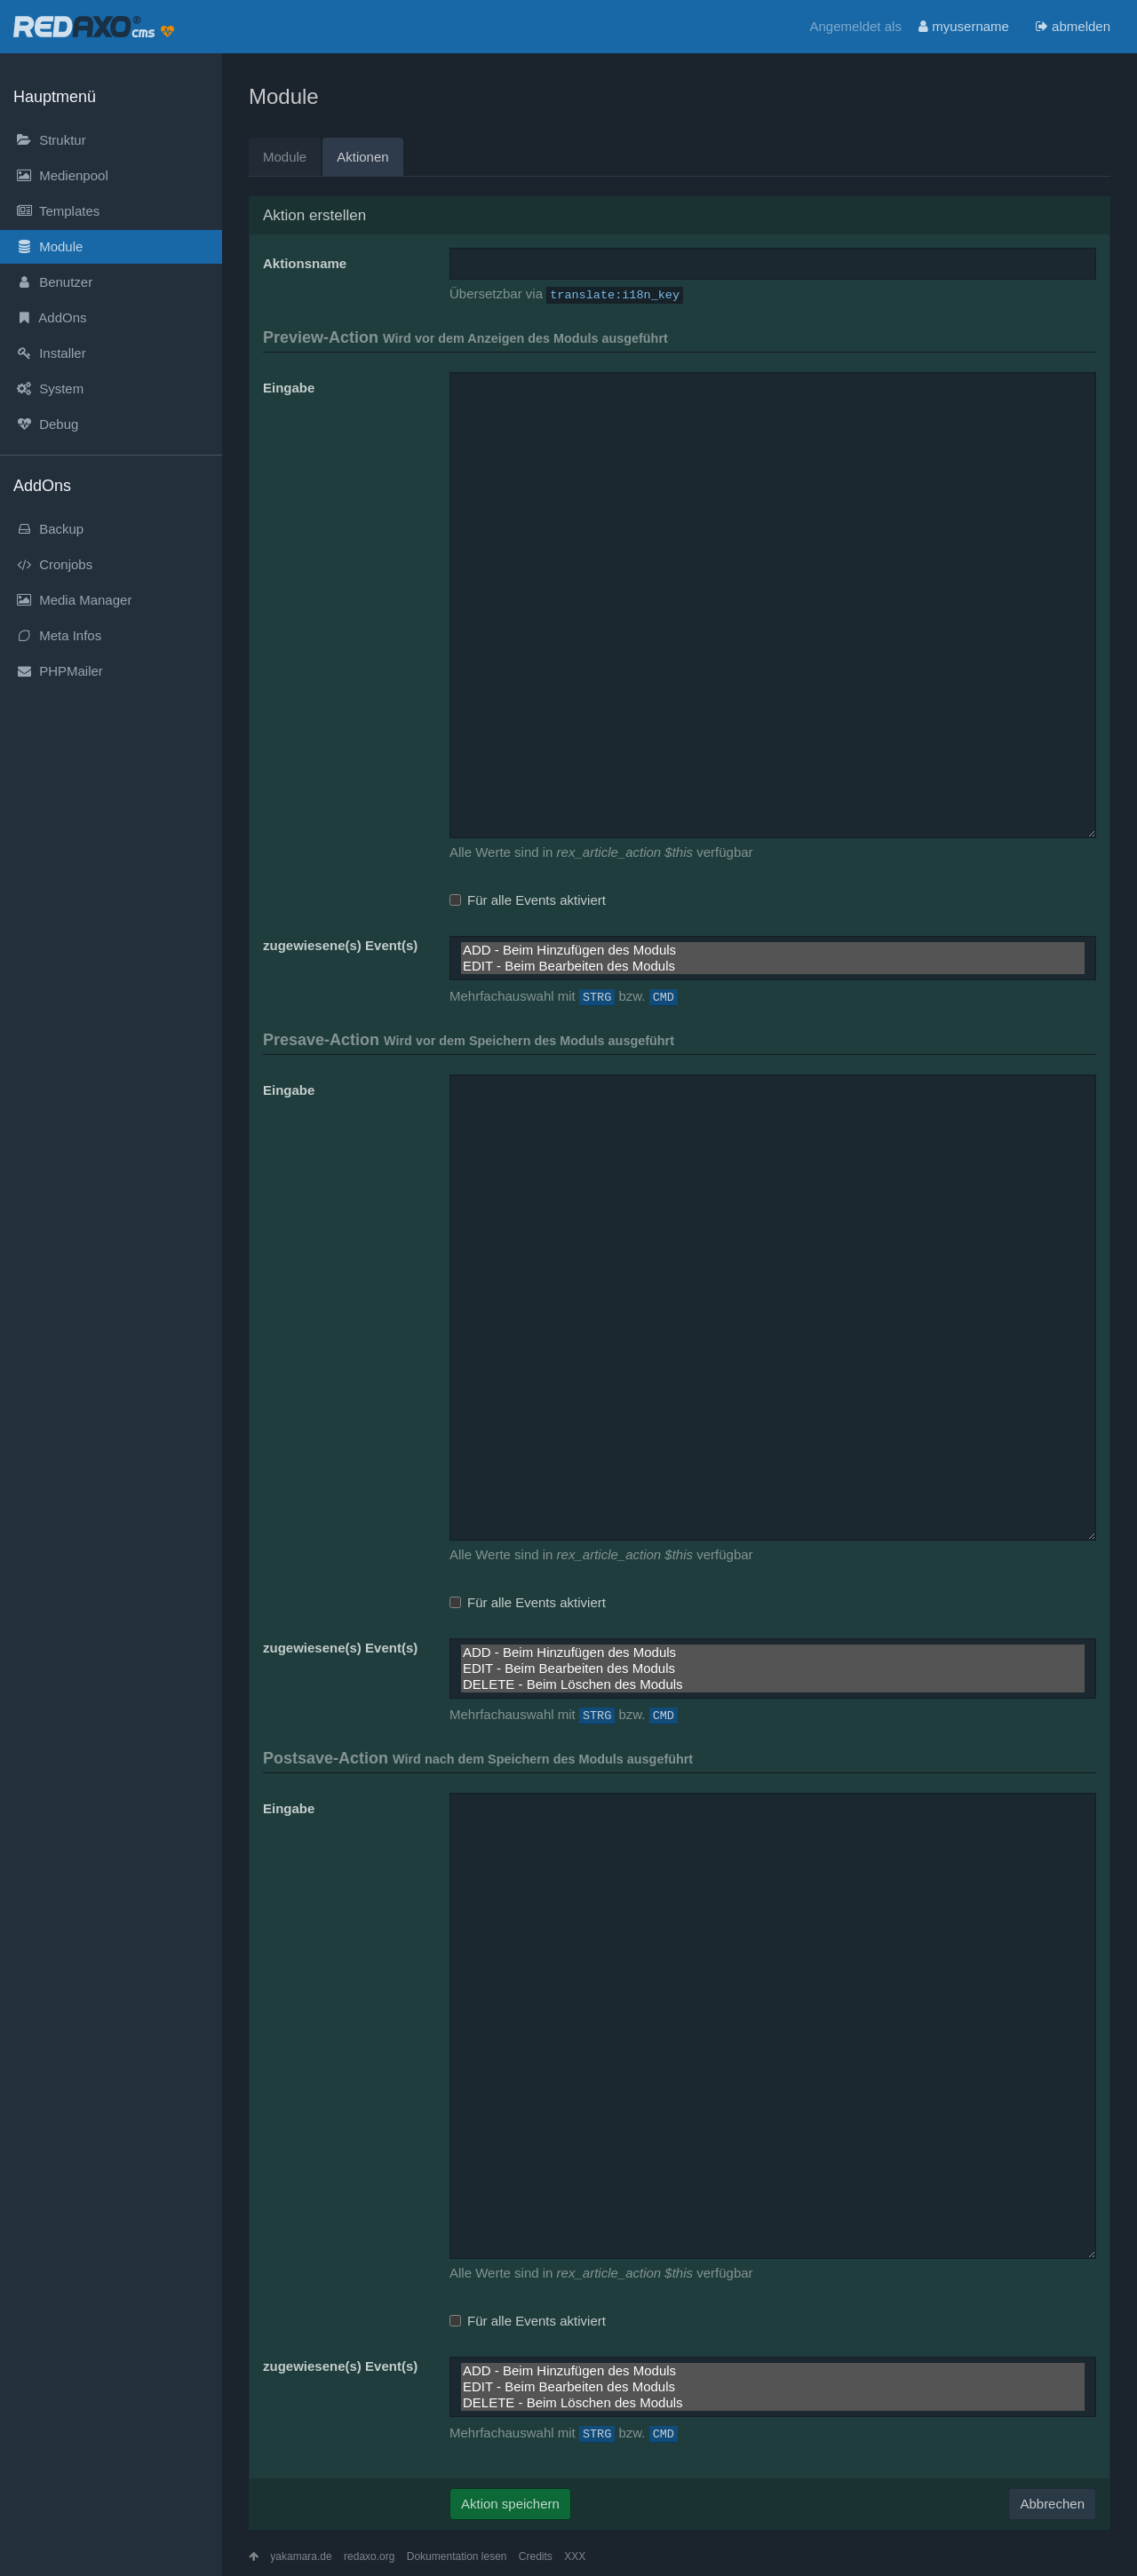 REDAXO® cms
Angemeldet als myusername abmelden
Hauptmenü
Struktur
Medienpool
Templates
Module
Benutzer
AddOns
Installer
System
Debug
AddOns
Backup
Cronjobs
Media Manager
Meta Infos
PHPMailer
Module
Module Aktionen
Aktion erstellen
Aktionsname
Übersetzbar via translate:i18n_key
Preview-Action Wird vor dem Anzeigen des Moduls ausgeführt
Eingabe
Alle Werte sind in rex_article_action $this verfügbar
Für alle Events aktiviert
zugewiesene(s) Event(s)
ADD - Beim Hinzufügen des Moduls
EDIT - Beim Bearbeiten des Moduls
Mehrfachauswahl mit STRG bzw. CMD
Presave-Action Wird vor dem Speichern des Moduls ausgeführt
Eingabe
Alle Werte sind in rex_article_action $this verfügbar
Für alle Events aktiviert
zugewiesene(s) Event(s)
ADD - Beim Hinzufügen des Moduls
EDIT - Beim Bearbeiten des Moduls
DELETE - Beim Löschen des Moduls
Mehrfachauswahl mit STRG bzw. CMD
Postsave-Action Wird nach dem Speichern des Moduls ausgeführt
Eingabe
Alle Werte sind in rex_article_action $this verfügbar
Für alle Events aktiviert
zugewiesene(s) Event(s)
ADD - Beim Hinzufügen des Moduls
EDIT - Beim Bearbeiten des Moduls
DELETE - Beim Löschen des Moduls
Mehrfachauswahl mit STRG bzw. CMD
Aktion speichern Abbrechen
yakamara.de redaxo.org Dokumentation lesen Credits XXX